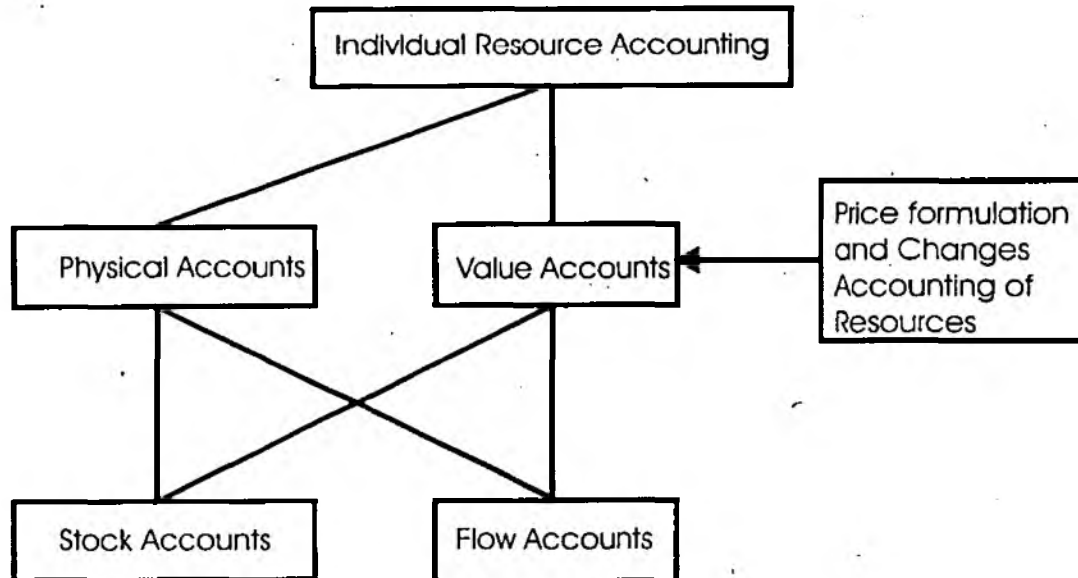 Individual Resource Accounting
Physical Accounts
Value Accounts
Price formulation
and Changes
Accounting of
Resources
Stock Accounts
Flow Accounts